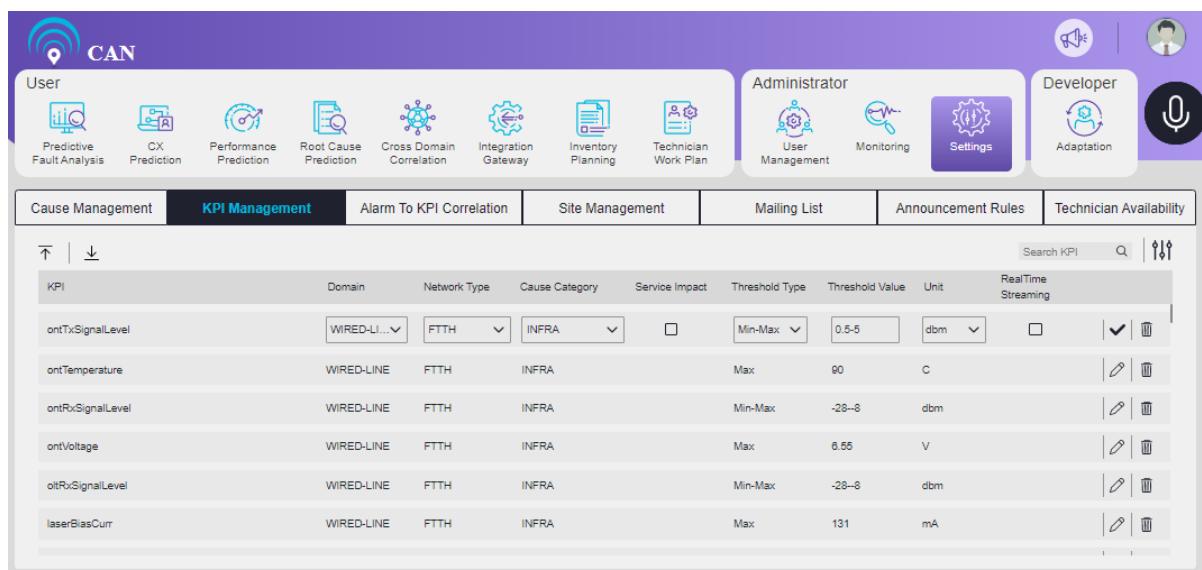 CAN
User
Administrator
Developer
Predictive Fault Analysis
CX Prediction
Performance Prediction
Root Cause Prediction
Cross Domain Correlation
Integration Gateway
Inventory Planning
Technician Work Plan
User Management
Monitoring
Settings
Adaptation
Cause Management KPI Management Alarm To KPI Correlation Site Management Mailing List Announcement Rules Technician Availability
Search KPI
KPI Domain Network Type Cause Category Service Impact Threshold Type Threshold Value Unit RealTime Streaming
ontTxSignalLevel WIRED-LI... FTTH INFRA Min-Max 0.5-5 dbm
ontTemperature WIRED-LINE FTTH INFRA Max 90 C
ontRxSignalLevel WIRED-LINE FTTH INFRA Min-Max -28--8 dbm
ontVoltage WIRED-LINE FTTH INFRA Max 6.55 V
oltRxSignalLevel WIRED-LINE FTTH INFRA Min-Max -28--8 dbm
laserBiasCurr WIRED-LINE FTTH INFRA Max 131 mA